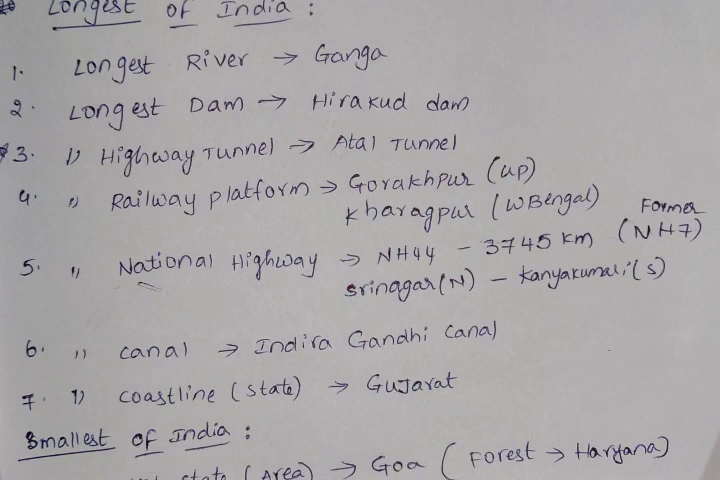 Longest of India :
1. Longest River → Ganga
2. Longest Dam → Hirakud dam
3. " Highway Tunnel → Atal Tunnel
4. " Railway platform → Gorakhpur (UP)
Kharagpur (W Bengal)
5. " National Highway → NH44 - 3745 km (Former NH7)
Srinagar (N) - Kanyakumari (S)
6. " canal → Indira Gandhi Canal
7. " coastline (state) → Gujarat
Smallest of India :
state (Area) → Goa (Forest → Haryana)